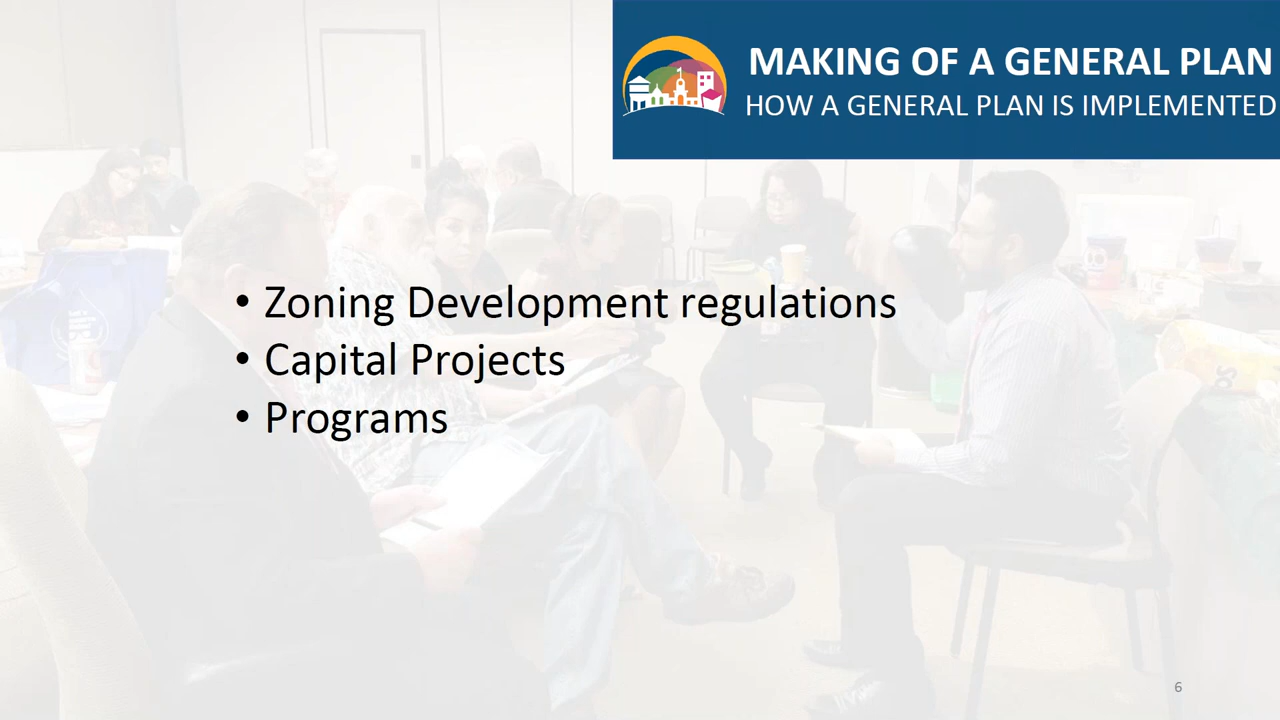 MAKING OF A GENERAL PLAN
HOW A GENERAL PLAN IS IMPLEMENTED
• Zoning Development regulations
• Capital Projects
• Programs
6